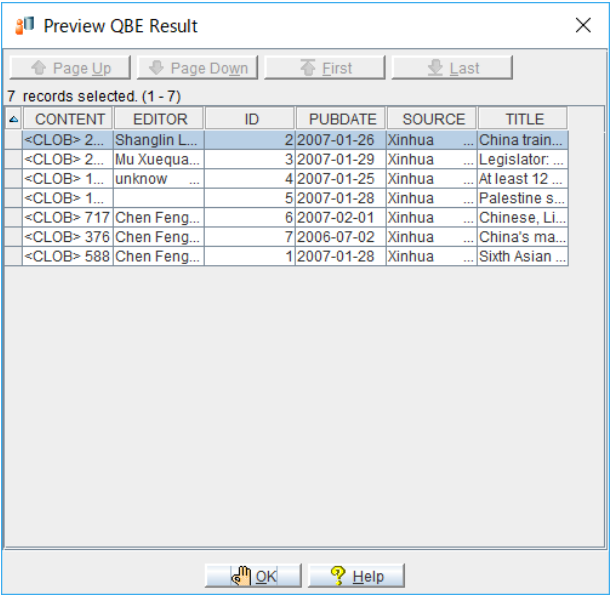 Preview QBE Result
Page Up Page Down First Last
7 records selected. (1 - 7)
CONTENT EDITOR ID PUBDATE SOURCE TITLE
<CLOB> 2... Shanglin L... 2 2007-01-26 Xinhua ... China train...
<CLOB> 2... Mu Xuequa... 3 2007-01-29 Xinhua ... Legislator: ...
<CLOB> 1... unknow ... 4 2007-01-25 Xinhua ... At least 12 ...
<CLOB> 1... 5 2007-01-28 Xinhua ... Palestine s...
<CLOB> 717 Chen Feng... 6 2007-02-01 Xinhua ... Chinese, Li...
<CLOB> 376 Chen Feng... 7 2006-07-02 Xinhua ... China's ma...
<CLOB> 588 Chen Feng... 1 2007-01-28 Xinhua ... Sixth Asian ...
OK Help